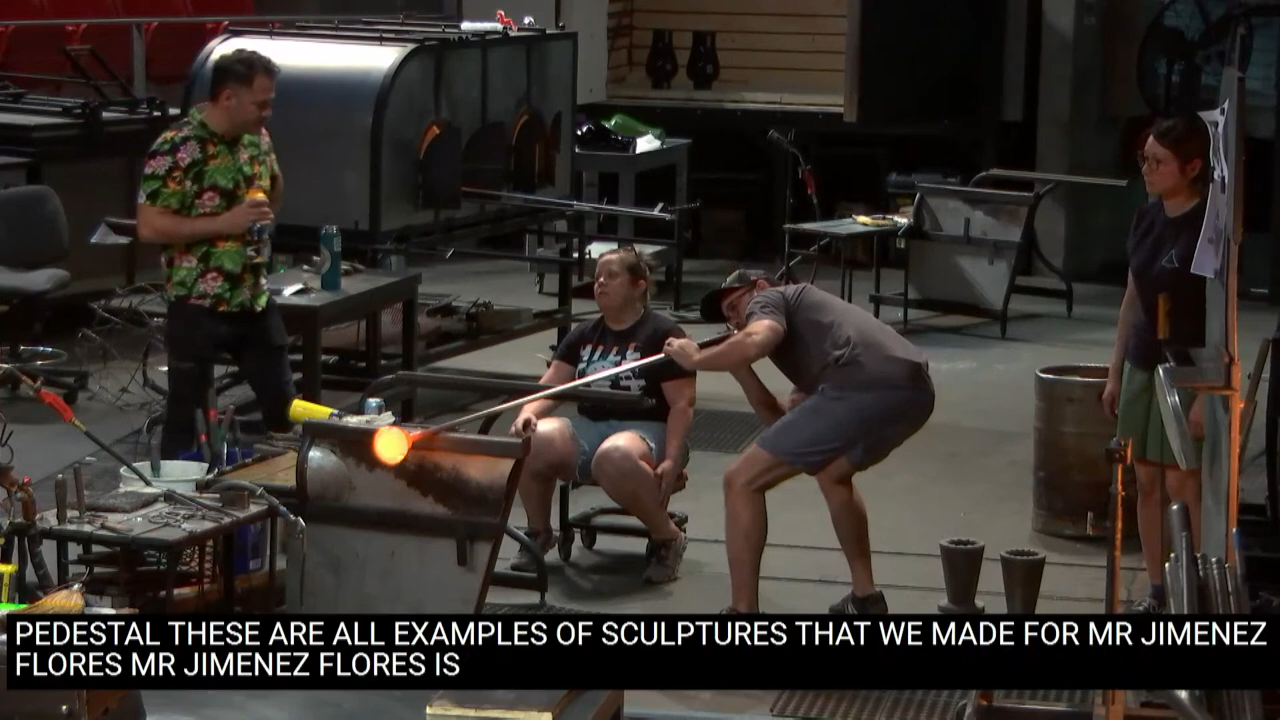 PEDESTAL THESE ARE ALL EXAMPLES OF SCULPTURES THAT WE MADE FOR MR JIMENEZ
FLORES MR JIMENEZ FLORES IS